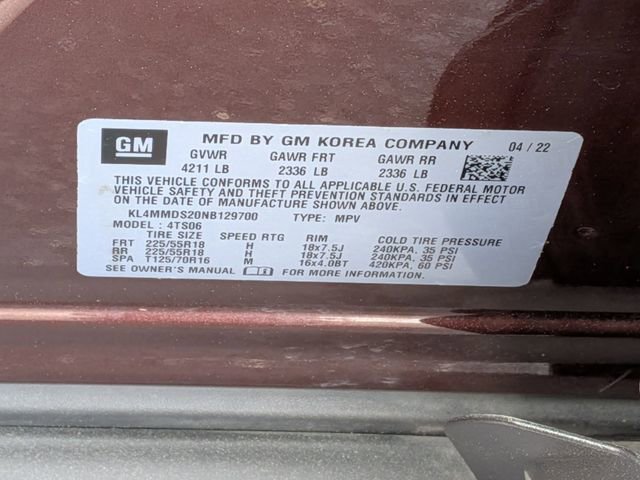 GM MFD BY GM KOREA COMPANY 04 / 22
GVWR GAWR FRT GAWR RR
4211 LB 2336 LB 2336 LB
THIS VEHICLE CONFORMS TO ALL APPLICABLE U.S. FEDERAL MOTOR
VEHICLE SAFETY AND THEFT PREVENTION STANDARDS IN EFFECT
ON THE DATE OF MANUFACTURE SHOWN ABOVE.
KL4MMDS20NB129700 TYPE: MPV
MODEL : 4TS06
TIRE SIZE SPEED RTG RIM COLD TIRE PRESSURE
FRT 225/55R18 H 18x7.5J 240KPA, 35 PSI
RR 225/55R18 H 18x7.5J 240KPA, 35 PSI
SPA T125/70R16 M 16x4.0BT 420KPA, 60 PSI
SEE OWNER'S MANUAL FOR MORE INFORMATION.